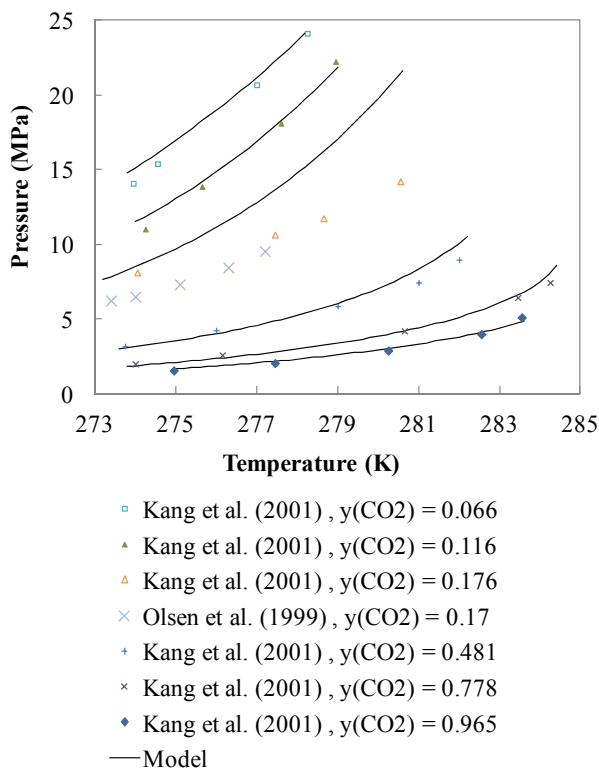 25
20
15
10
5
0
Pressure (MPa)
273 275 277 279 281 283 285
Temperature (K)
Kang et al. (2001) , y(CO2) = 0.066
Kang et al. (2001) , y(CO2) = 0.116
Kang et al. (2001) , y(CO2) = 0.176
Olsen et al. (1999) , y(CO2) = 0.17
Kang et al. (2001) , y(CO2) = 0.481
Kang et al. (2001) , y(CO2) = 0.778
Kang et al. (2001) , y(CO2) = 0.965
Model